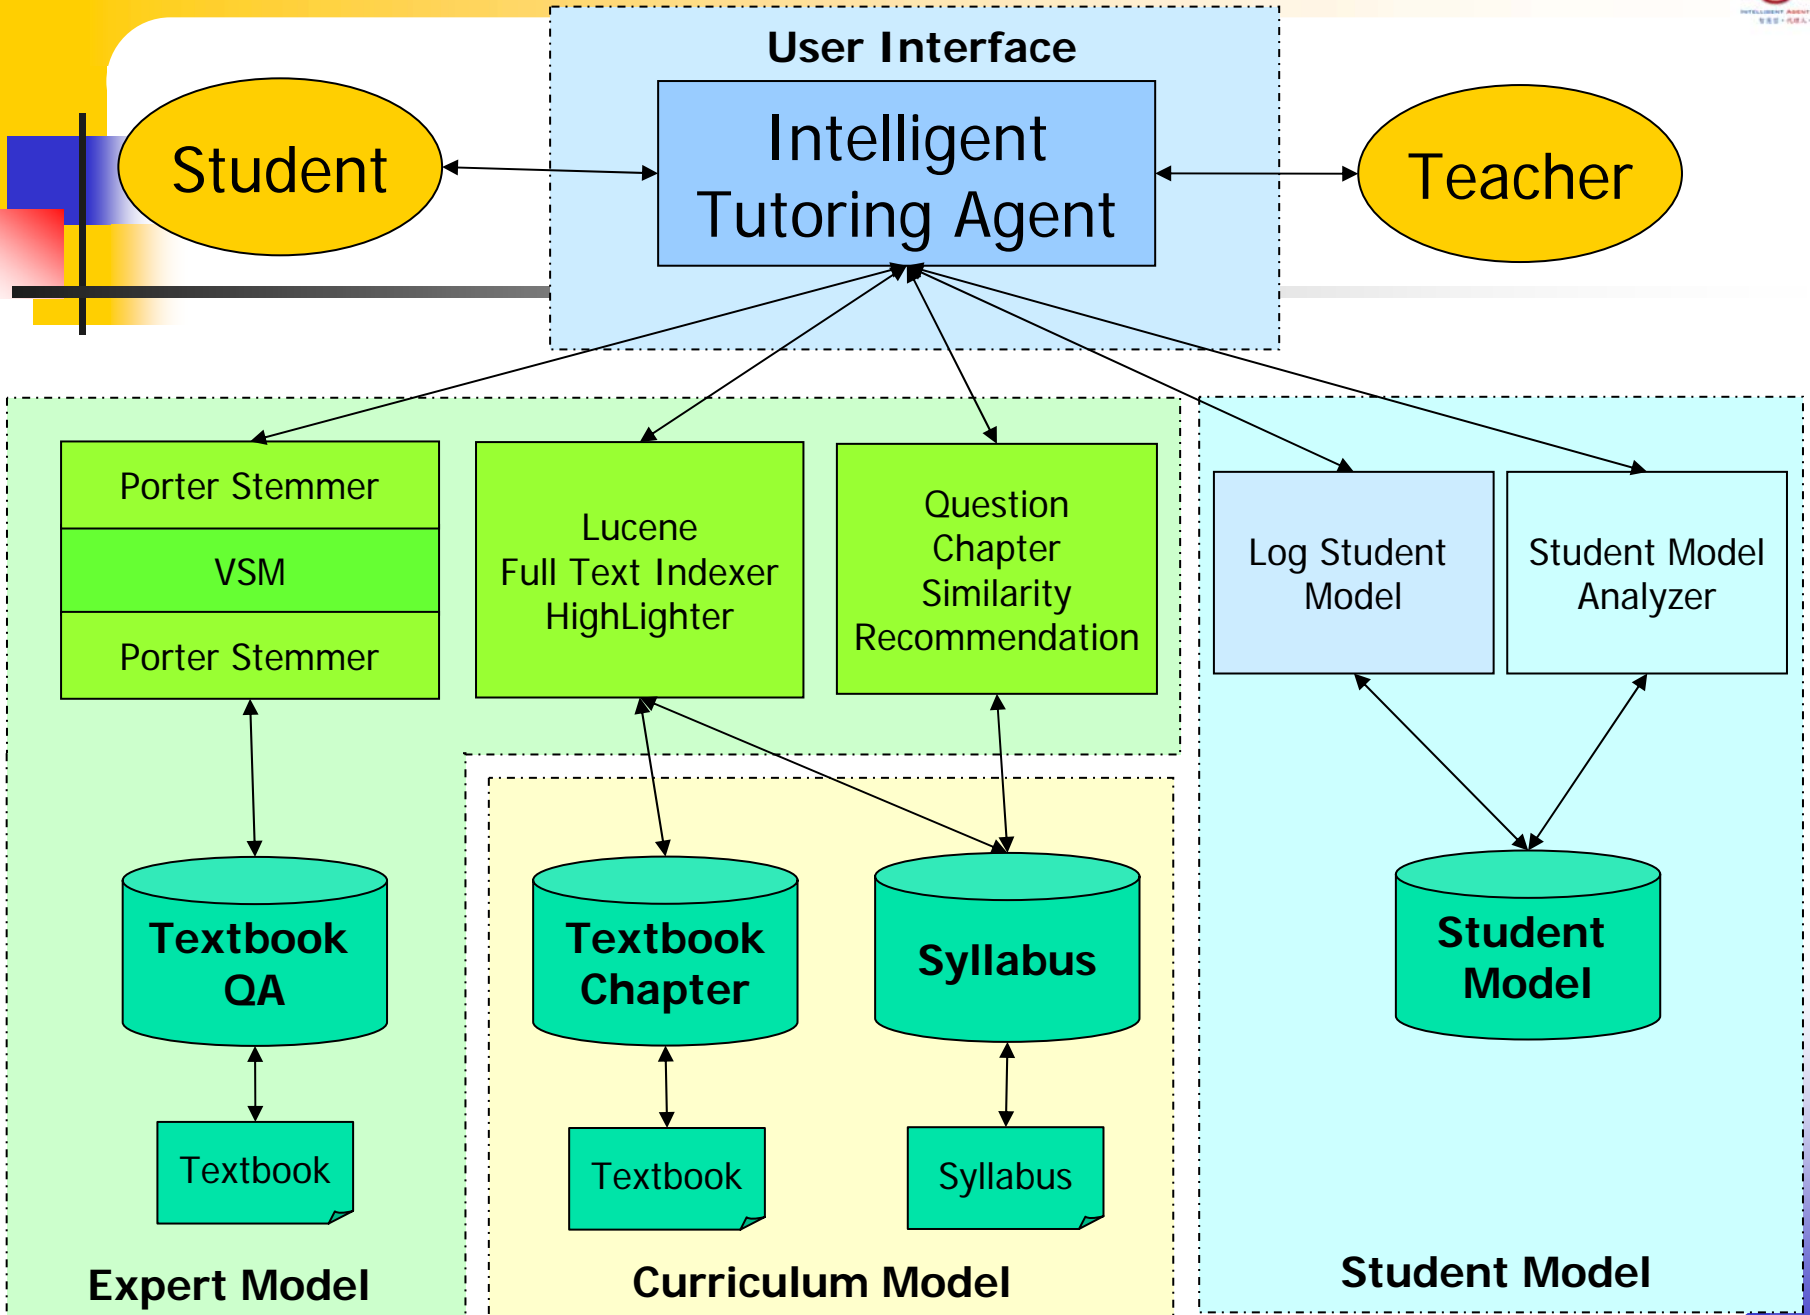 INTELLIGENT AGENT
User Interface
Student
Intelligent
Tutoring Agent
Teacher
Porter Stemmer
VSM
Porter Stemmer
Lucene
Full Text Indexer
HighLighter
Question
Chapter
Similarity
Recommendation
Log Student
Model
Student Model
Analyzer
Textbook
QA
Textbook
Chapter
Syllabus
Student
Model
Textbook
Textbook
Syllabus
Expert Model
Curriculum Model
Student Model